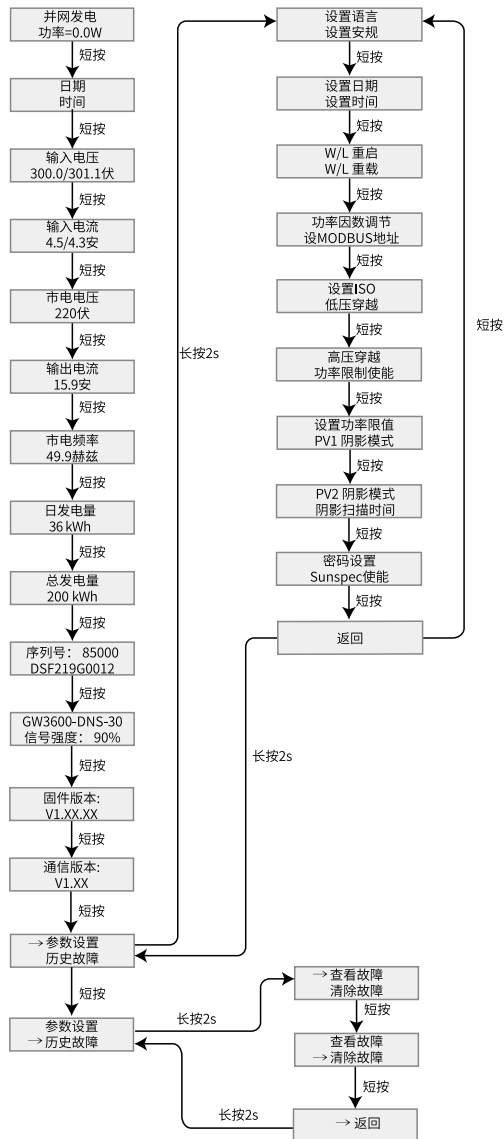 并网发电
功率=0.0W
短按
日期
时间
短按
输入电压
300.0/301.1伏
短按
输入电流
4.5/4.3安
短按
市电电压
220伏
短按
输出电流
15.9安
短按
市电频率
49.9赫兹
短按
日发电量
36 kWh
短按
总发电量
200 kWh
短按
序列号： 85000
DSF219G0012
短按
GW3600-DNS-30
信号强度： 90%
短按
固件版本:
V1.XX.XX
短按
通信版本:
V1.XX
短按
→ 参数设置
历史故障
短按
参数设置
→ 历史故障
长按2s
设置语言
设置安规
短按
设置日期
设置时间
短按
W/L 重启
W/L 重载
短按
功率因数调节
设MODBUS地址
短按
设置ISO
低压穿越
短按
高压穿越
功率限制使能
短按
设置功率限值
PV1 阴影模式
短按
PV2 阴影模式
阴影扫描时间
短按
密码设置
Sunspec使能
短按
返回
短按
长按2s
长按2s
→ 查看故障
清除故障
短按
查看故障
→ 清除故障
短按
→ 返回
长按2s